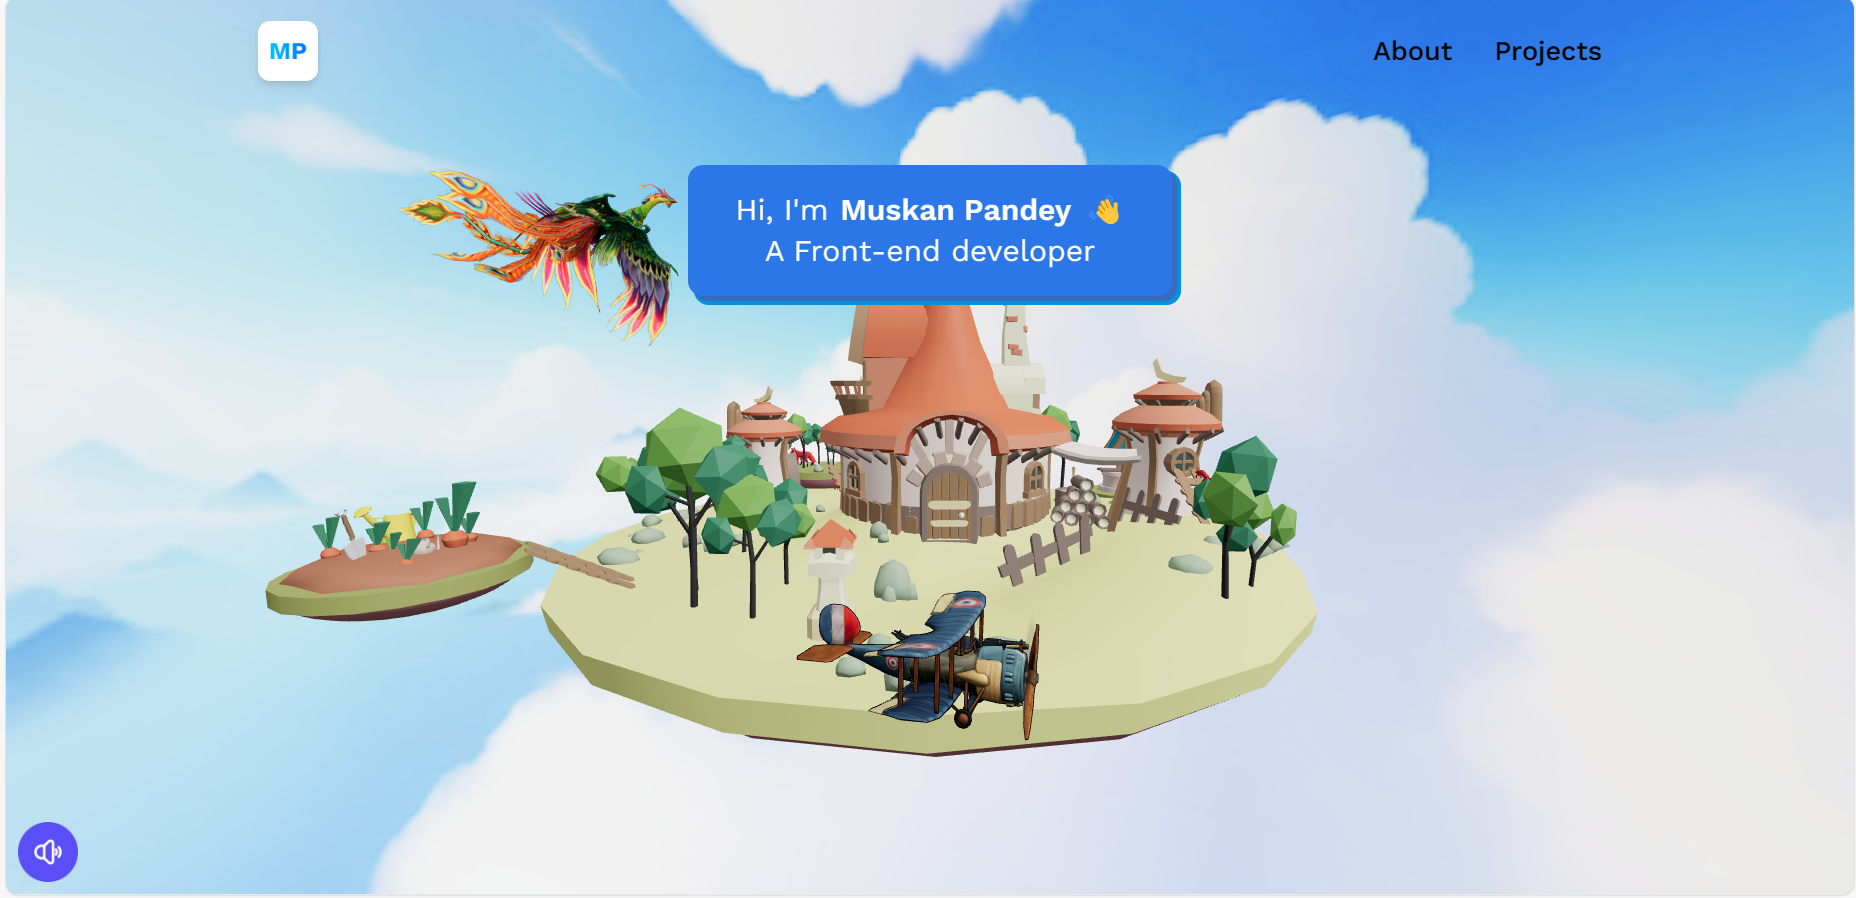 MP
About
Projects
Hi, I'm Muskan Pandey 👋
A Front-end developer